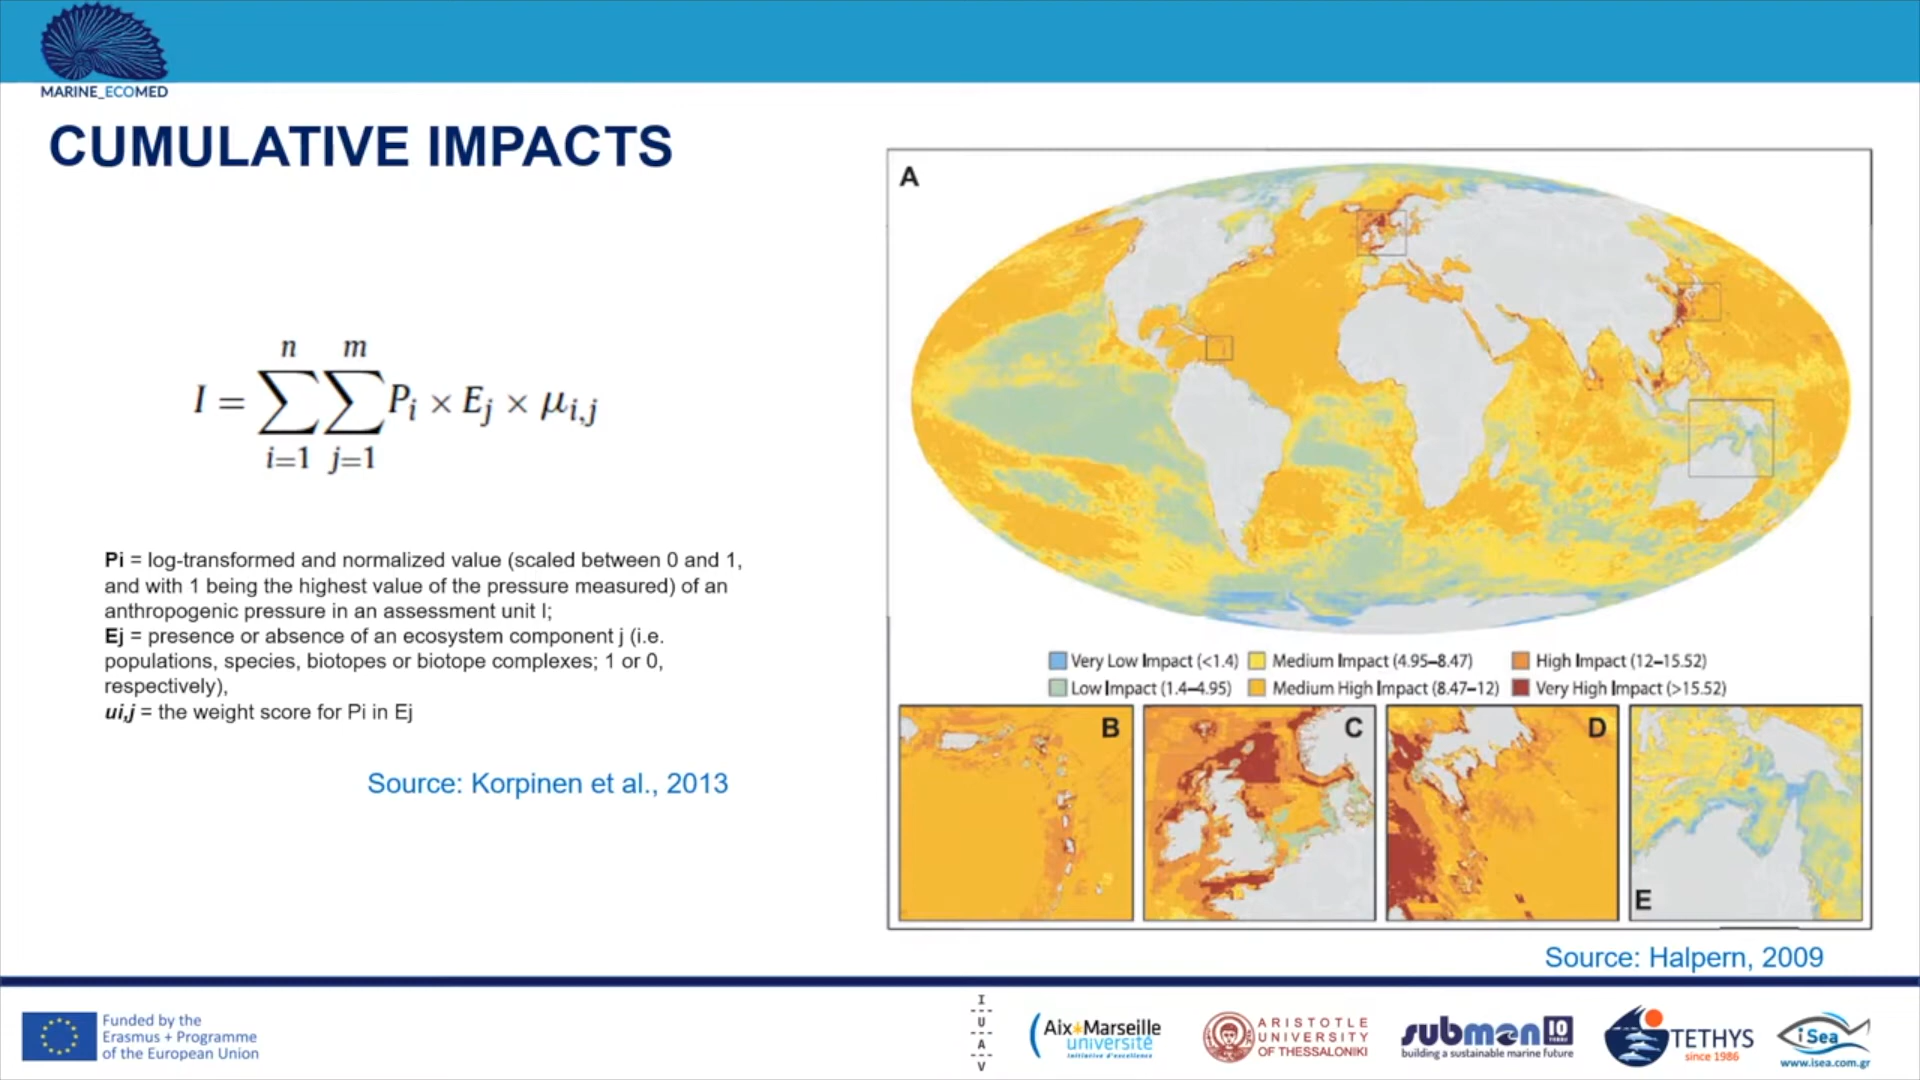 MARINE_ECOMED
CUMULATIVE IMPACTS
n m
I = ∑∑ Pi × Ej × μi,j
i=1 j=1
Pi = log-transformed and normalized value (scaled between 0 and 1,
and with 1 being the highest value of the pressure measured) of an
anthropogenic pressure in an assessment unit I;
Ej = presence or absence of an ecosystem component j (i.e.
populations, species, biotopes or biotope complexes; 1 or 0,
respectively),
ui,j = the weight score for Pi in Ej
Source: Korpinen et al., 2013
A
Very Low Impact (<1.4) Medium Impact (4.95–8.47) High Impact (12–15.52)
Low Impact (1.4–4.95) Medium High Impact (8.47–12) Very High Impact (>15.52)
B C D E
Source: Halpern, 2009
Funded by the
Erasmus + Programme
of the European Union
I
U
A
V
Aix*Marseille
université
Initiative d'excellence
ARISTOTLE
UNIVERSITY
OF THESSALONIKI
submon 10
YEARS
building a sustainable marine future
TETHYS
since 1986
iSea
www.isea.com.gr